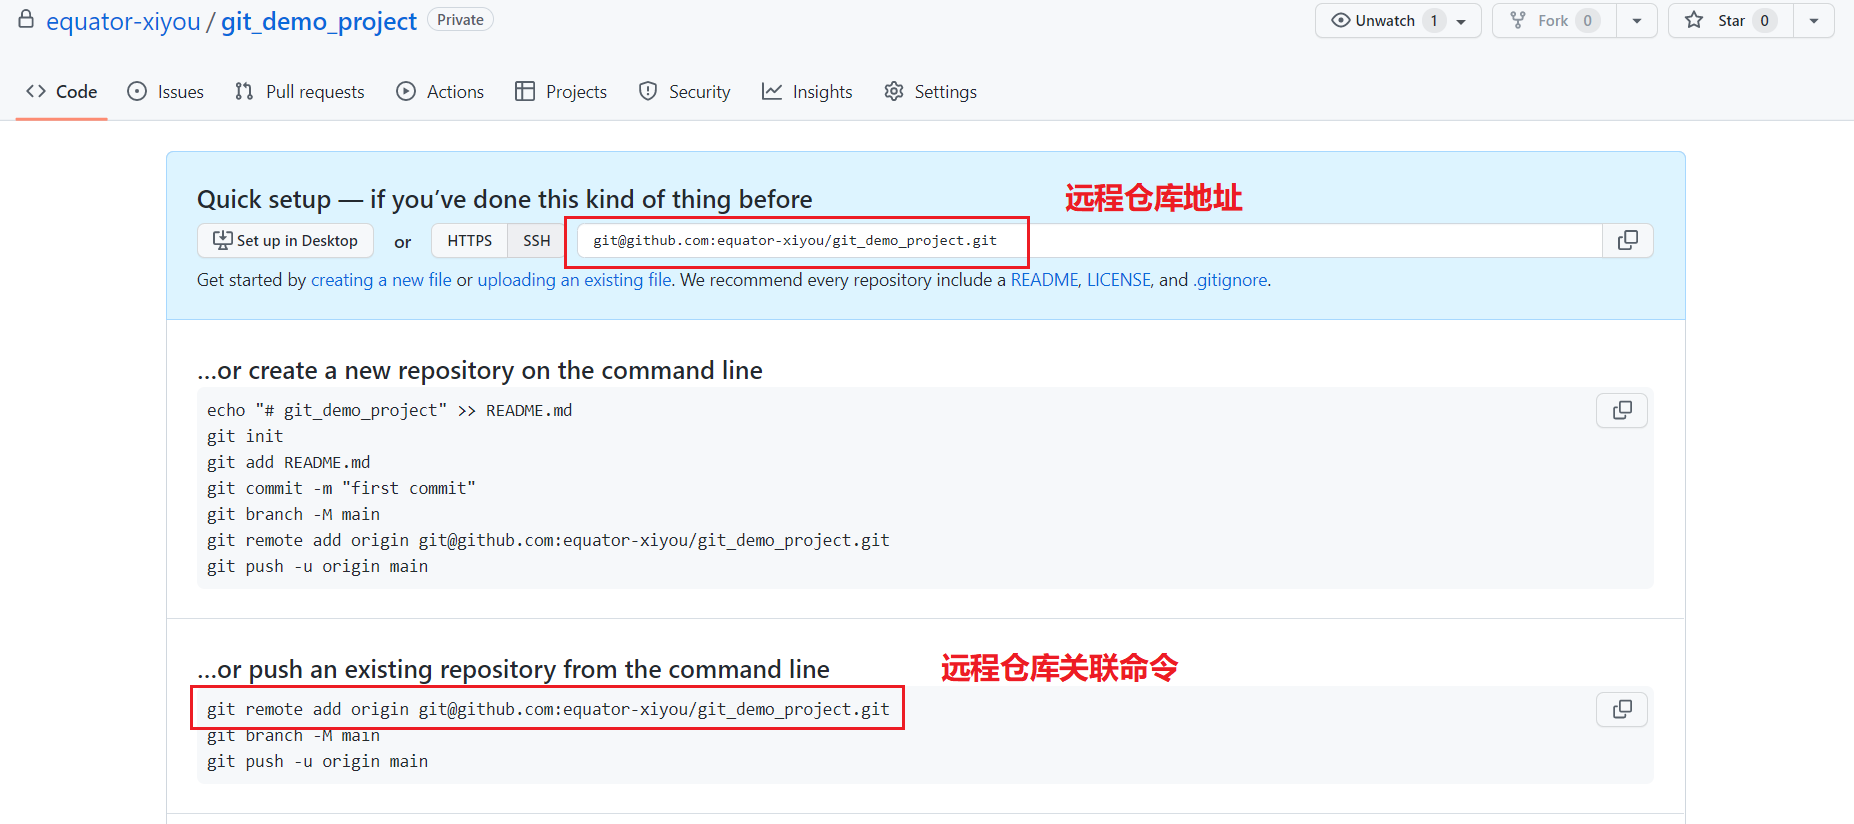 equator-xiyou / git_demo_project Private Unwatch 1 Fork 0 Star 0
Code Issues Pull requests Actions Projects Security Insights Settings
Quick setup — if you’ve done this kind of thing before 远程仓库地址
Set up in Desktop or HTTPS SSH git@github.com:equator-xiyou/git_demo_project.git
Get started by creating a new file or uploading an existing file. We recommend every repository include a README, LICENSE, and .gitignore.
…or create a new repository on the command line
echo "# git_demo_project" >> README.md
git init
git add README.md
git commit -m "first commit"
git branch -M main
git remote add origin git@github.com:equator-xiyou/git_demo_project.git
git push -u origin main
…or push an existing repository from the command line 远程仓库关联命令
git remote add origin git@github.com:equator-xiyou/git_demo_project.git
git branch -M main
git push -u origin main